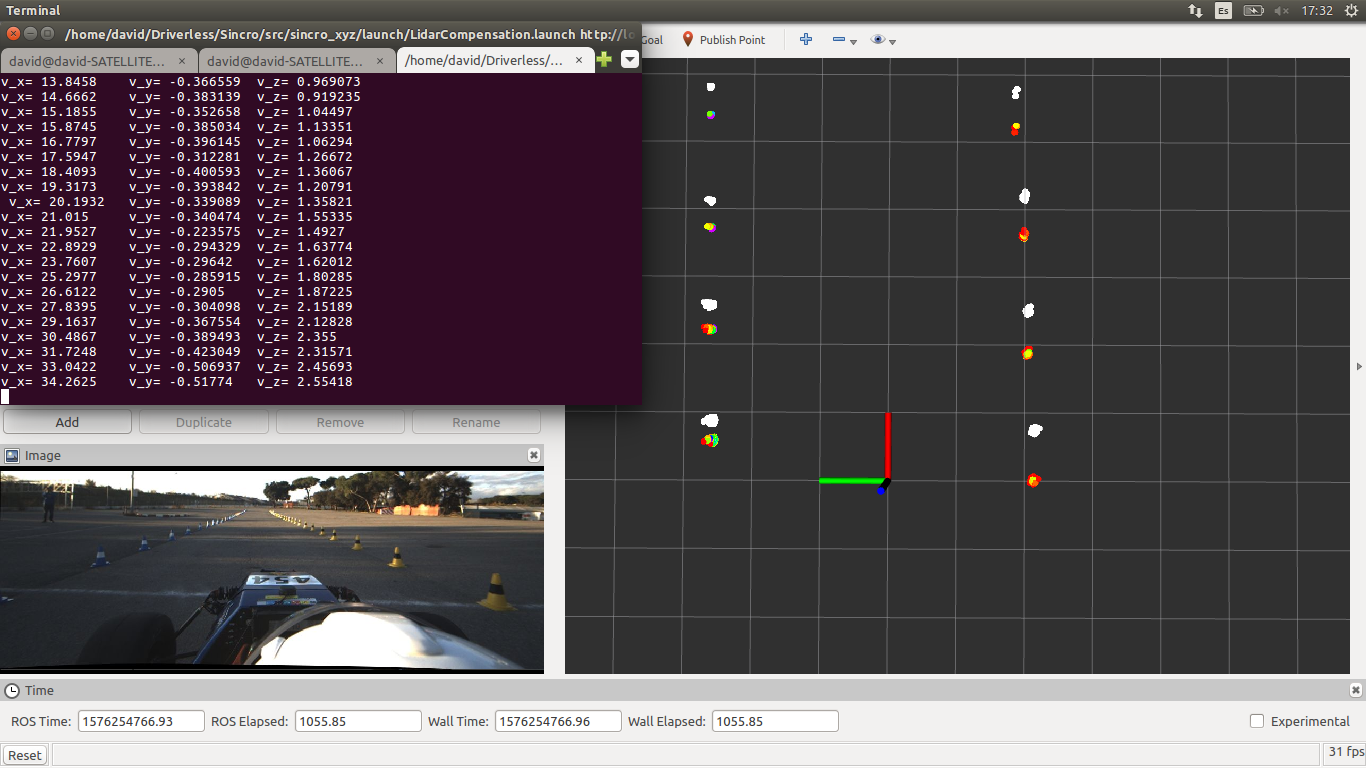 Terminal
Es
17:32
/home/david/Driverless/Sincro/src/sincro_xyz/launch/LidarCompensation.launch http://lo
Goal
Publish Point
david@david-SATELLITE... ×
david@david-SATELLITE... ×
/home/david/Driverless/... ×
v_x= 13.8458 v_y= -0.366559 v_z= 0.969073
v_x= 14.6662 v_y= -0.383139 v_z= 0.919235
v_x= 15.1855 v_y= -0.352658 v_z= 1.04497
v_x= 15.8745 v_y= -0.385034 v_z= 1.13351
v_x= 16.7797 v_y= -0.396145 v_z= 1.06294
v_x= 17.5947 v_y= -0.312281 v_z= 1.26672
v_x= 18.4093 v_y= -0.400593 v_z= 1.36067
v_x= 19.3173 v_y= -0.393842 v_z= 1.20791
v_x= 20.1932 v_y= -0.339089 v_z= 1.35821
v_x= 21.015 v_y= -0.340474 v_z= 1.55335
v_x= 21.9527 v_y= -0.223575 v_z= 1.4927
v_x= 22.8929 v_y= -0.294329 v_z= 1.63774
v_x= 23.7607 v_y= -0.29642 v_z= 1.62012
v_x= 25.2977 v_y= -0.285915 v_z= 1.80285
v_x= 26.6122 v_y= -0.2905 v_z= 1.87225
v_x= 27.8395 v_y= -0.304098 v_z= 2.15189
v_x= 29.1637 v_y= -0.367554 v_z= 2.12828
v_x= 30.4867 v_y= -0.389493 v_z= 2.355
v_x= 31.7248 v_y= -0.423049 v_z= 2.31571
v_x= 33.0422 v_y= -0.506937 v_z= 2.45693
v_x= 34.2625 v_y= -0.51774 v_z= 2.55418
Add Duplicate Remove Rename
Image
A54
Time
ROS Time: 1576254766.93 ROS Elapsed: 1055.85 Wall Time: 1576254766.96 Wall Elapsed: 1055.85 Experimental
Reset
31 fps